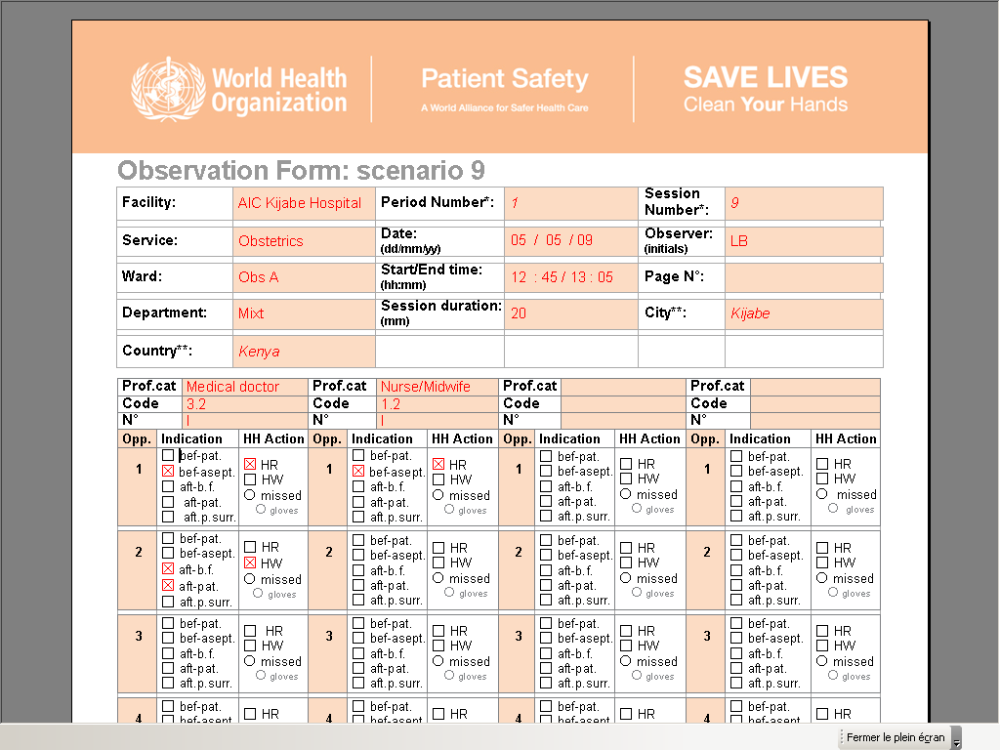 World Health Organization
Patient Safety
A World Alliance for Safer Health Care
SAVE LIVES
Clean Your Hands
Observation Form: scenario 9
Facility: AIC Kijabe Hospital Period Number*: 1 Session Number*: 9
Service: Obstetrics Date: (dd/mm/yy) 05 / 05 / 09 Observer: (initials) LB
Ward: Obs A Start/End time: (hh:mm) 12 : 45 / 13 : 05 Page N°:
Department: Mixt Session duration: (mm) 20 City**: Kijabe
Country**: Kenya
Prof.cat Medical doctor Prof.cat Nurse/Midwife Prof.cat Prof.cat
Code 3.2 Code 1.2 Code Code
N° I N° I N° N°
Opp. Indication HH Action Opp. Indication HH Action Opp. Indication HH Action Opp. Indication HH Action
1 bef-pat. HR 1 bef-pat. HR 1 bef-pat. HR 1 bef-pat. HR
bef-asept. HW bef-asept. HW bef-asept. HW bef-asept. HW
aft-b.f. missed aft-b.f. missed aft-b.f. missed aft-b.f. missed
aft-pat. gloves aft-pat. gloves aft-pat. gloves aft-pat. gloves
aft.p.surr. aft.p.surr. aft.p.surr. aft.p.surr.
2 bef-pat. HR 2 bef-pat. HR 2 bef-pat. HR 2 bef-pat. HR
bef-asept. HW bef-asept. HW bef-asept. HW bef-asept. HW
aft-b.f. missed aft-b.f. missed aft-b.f. missed aft-b.f. missed
aft-pat. gloves aft-pat. gloves aft-pat. gloves aft-pat. gloves
aft.p.surr. aft.p.surr. aft.p.surr. aft.p.surr.
3 bef-pat. HR 3 bef-pat. HR 3 bef-pat. HR 3 bef-pat. HR
bef-asept. HW bef-asept. HW bef-asept. HW bef-asept. HW
aft-b.f. missed aft-b.f. missed aft-b.f. missed aft-b.f. missed
aft-pat. gloves aft-pat. gloves aft-pat. gloves aft-pat. gloves
aft.p.surr. aft.p.surr. aft.p.surr. aft.p.surr.
4 bef-pat. HR 4 bef-pat. HR 4 bef-pat. HR 4 bef-pat. HR
bef-asept. bef-asept. bef-asept. bef-asept.
Fermer le plein écran